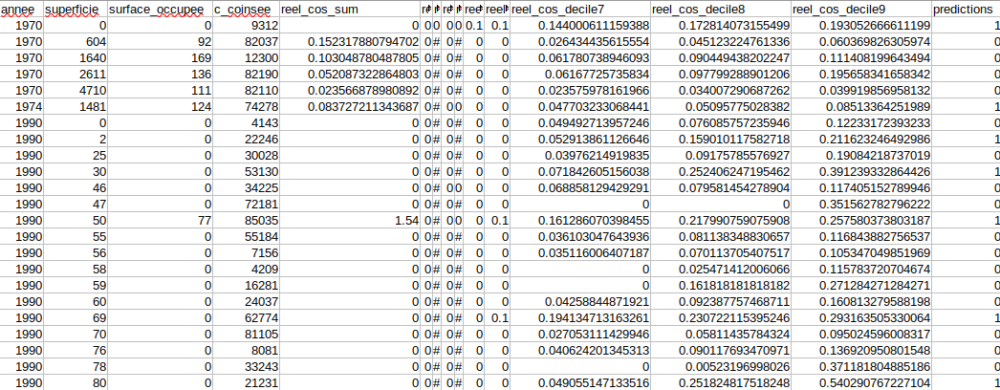 annee superficie surface_occupee c_coinsee reel_cos_sum reel_cos_decile7 reel_cos_decile8 reel_cos_decile9 predictions
1970 0 0 9312 0 0 0 0 0 0.1 0.1 0.144000611159388 0.172814073155499 0.193052666611199 1
1970 604 92 82037 0.152317880794702 0 # 0 # 0 0 0.026434435615554 0.045123224761336 0.060369826305974 0
1970 1640 169 12300 0.103048780487805 0 # 0 0 0 0 0.061780738946093 0.090449438202247 0.111408199643494 0
1970 2611 136 82190 0.052087322864803 0 # 0 # 0 0 0.06167725735834 0.097799288901206 0.195658341658342 0
1970 4710 111 82110 0.023566878980892 0 # 0 # 0 0 0.023575978161966 0.034007290687262 0.039919856958132 0
1974 1481 124 74278 0.083727211343687 0 # 0 0 0 0 0.047703233068441 0.05095775028382 0.08513364251989 1
1990 0 0 4143 0 0 # 0 # 0 0 0.049492713957246 0.076085757235946 0.12233172393233 0
1990 2 0 22246 0 0 # 0 # 0 0 0.052913861126646 0.159010117582718 0.211623246492986 1
1990 25 0 30028 0 0 # 0 # 0 0 0.03976214919835 0.09175785576927 0.19084218737019 0
1990 30 0 53130 0 0 # 0 # 0 0 0.071842605156038 0.252406247195462 0.391239332864426 1
1990 46 0 34225 0 0 # 0 0 0 0 0.068858129429291 0.079581454278904 0.117405152789946 0
1990 47 0 72181 0 0 # 0 # 0 0 0 0 0.351562782796222 0
1990 50 77 85035 1.54 0 # 0 0 0 0.1 0.161286070398455 0.217990759075908 0.257580373803187 1
1990 55 0 55184 0 0 # 0 # 0 0 0.036103047643936 0.081138348830657 0.116843882756537 0
1990 56 0 7156 0 0 # 0 # 0 0 0.035116006407187 0.070113705407517 0.105347049851969 0
1990 58 0 4209 0 0 # 0 # 0 0 0 0.025471412006066 0.115783720704674 0
1990 59 0 16281 0 0 # 0 # 0 0 0 0.161818181818182 0.271284271284271 0
1990 60 0 24037 0 0 # 0 # 0 0 0.04258844871921 0.092387757468711 0.160813279588198 0
1990 69 0 62774 0 0 # 0 # 0 0.1 0.194134713163261 0.230722115395246 0.293163505330064 1
1990 70 0 81105 0 0 # 0 # 0 0 0.027053111429946 0.05811435784324 0.095024596008317 0
1990 76 0 8081 0 0 # 0 # 0 0 0.040624201345313 0.090117693470971 0.136920950801548 0
1990 78 0 33243 0 0 # 0 # 0 0 0 0.00523196998026 0.371181804885186 0
1990 80 0 21231 0 0 # 0 # 0 0 0.049055147133516 0.251824817518248 0.540290767227104 1